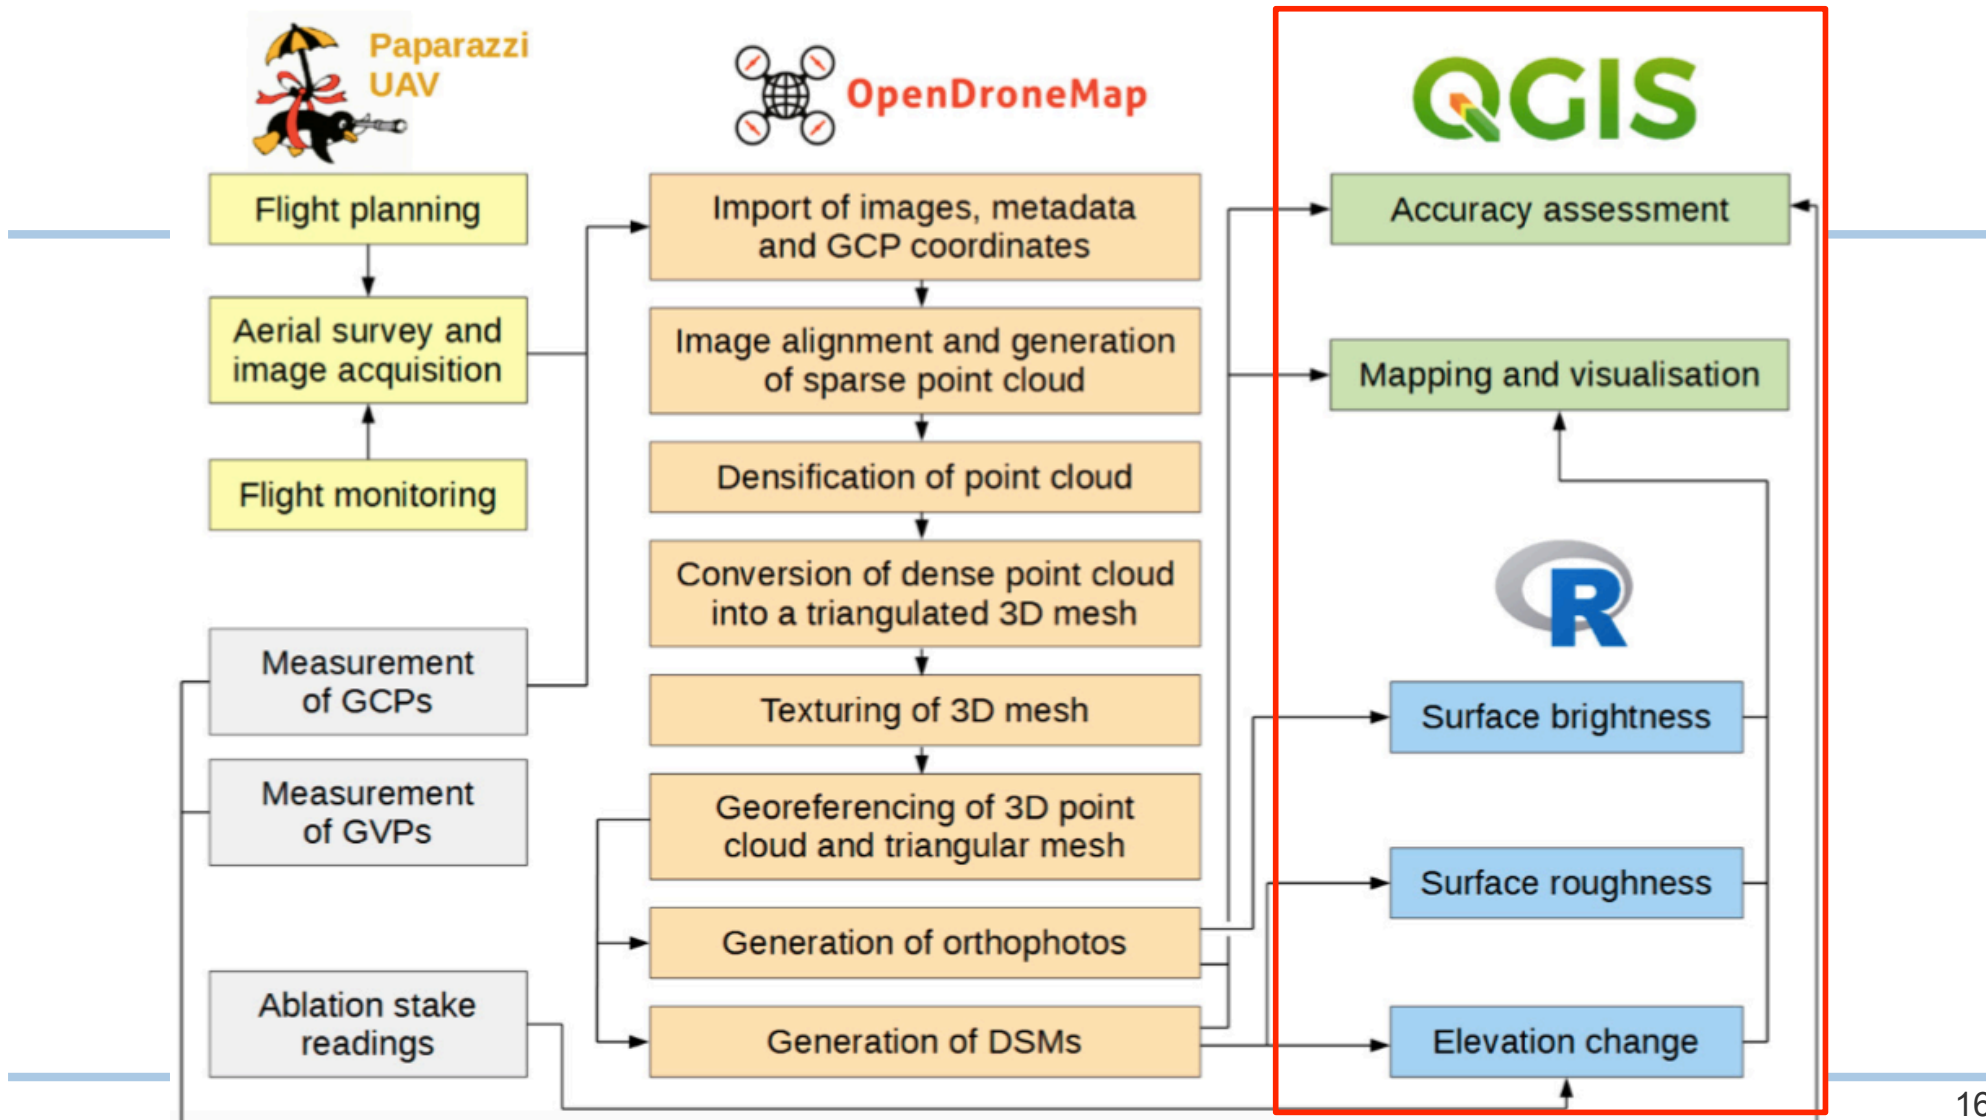 Paparazzi
UAV
Flight planning
Aerial survey and
image acquisition
Flight monitoring
Measurement
of GCPs
Measurement
of GVPs
Ablation stake
readings
OpenDroneMap
Import of images, metadata
and GCP coordinates
Image alignment and generation
of sparse point cloud
Densification of point cloud
Conversion of dense point cloud
into a triangulated 3D mesh
Texturing of 3D mesh
Georeferencing of 3D point
cloud and triangular mesh
Generation of orthophotos
Generation of DSMs
QGIS
Accuracy assessment
Mapping and visualisation
R
Surface brightness
Surface roughness
Elevation change
16